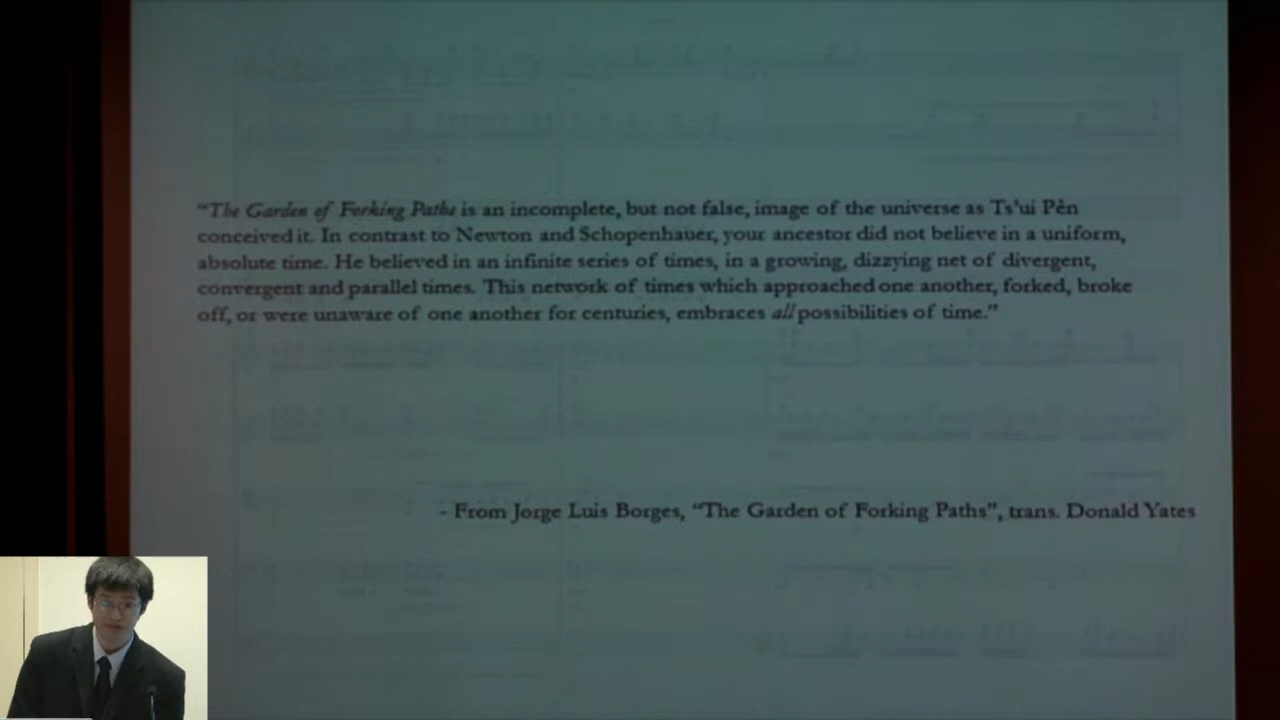 “The Garden of Forking Paths is an incomplete, but not false, image of the universe as Ts’ui Pên
conceived it. In contrast to Newton and Schopenhauer, your ancestor did not believe in a uniform,
absolute time. He believed in an infinite series of times, in a growing, dizzying net of divergent,
convergent and parallel times. This network of times which approached one another, forked, broke
off, or were unaware of one another for centuries, embraces all possibilities of time.”
- From Jorge Luis Borges, “The Garden of Forking Paths”, trans. Donald Yates